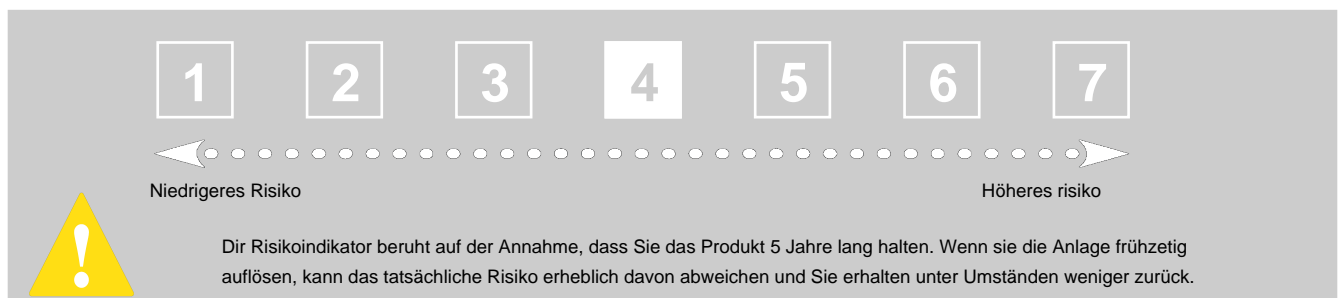 1 2 3 4 5 6 7
Niedrigeres Risiko Höheres risiko
!
Dir Risikoindikator beruht auf der Annahme, dass Sie das Produkt 5 Jahre lang halten. Wenn sie die Anlage frühzetig
auflösen, kann das tatsächliche Risiko erheblich davon abweichen und Sie erhalten unter Umständen weniger zurück.